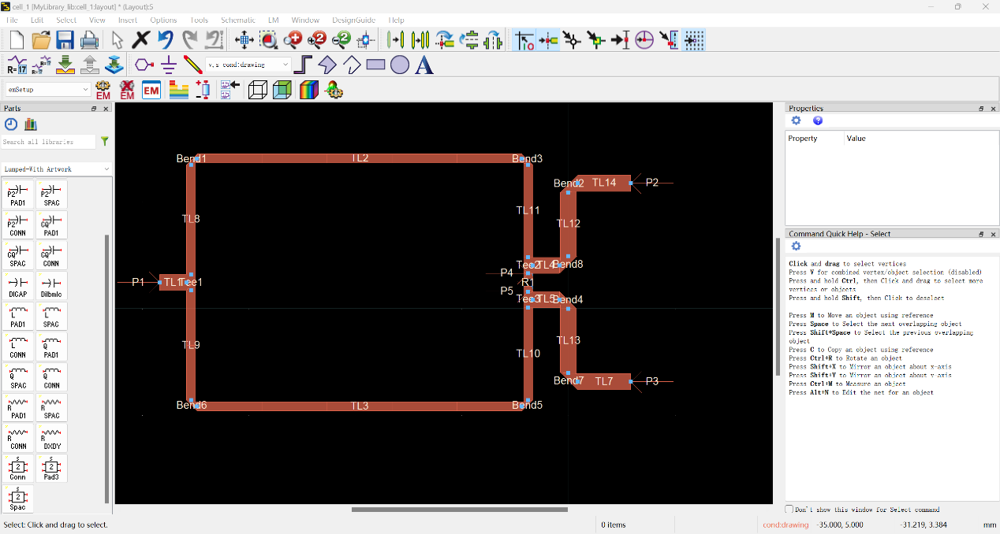 cell_1 [MyLibrary_lib:cell_1:layout] * (Layout):5
File Edit Select View Insert Options Tools Schematic EM Window DesignGuide Help
R=17 R=17 v,s cond:drawing A
emSetup EM EM EM
Parts
Search all libraries
Lumped-With Artwork
PAD1 SPAC
CONN PAD1
SPAC CONN
DICAP Dilbmlc
PAD1 SPAC
CONN PAD1
SPAC CONN
PAD1 SPAC
CONN DXDY
Conn Pad3
Spac
Bend1 TL2 Bend3
Bend2 TL14 P2
TL8 TL11
TL12
Tee2 TL4 Bend8
P4
P1 TL1 Tee1 R1
P5
Tee3 TL5 Bend4
TL9 TL13
TL10
Bend7 TL7 P3
Bend6 TL3 Bend5
Properties
Property Value
Command Quick Help - Select
Click and drag to select vertices
Press V for combined vertex/object selection (disabled)
Press and hold Ctrl, then Click and drag to select more
vertices or objects
Press and hold Shift, then Click to deselect
Press M to Move an object using reference
Press Space to Select the next overlapping object
Press Shift+Space to Select the previous overlapping
object
Press C to Copy an object using reference
Press Ctrl+R to Rotate an object
Press Shift+X to Mirror an object about x-axis
Press Shift+Y to Mirror an object about y-axis
Press Ctrl+M to Measure an object
Press Alt+N to Edit the net for an object
Don't show this window for Select command
Select: Click and drag to select. 0 items cond:drawing -35.000, 5.000 -31.219, 3.384 mm